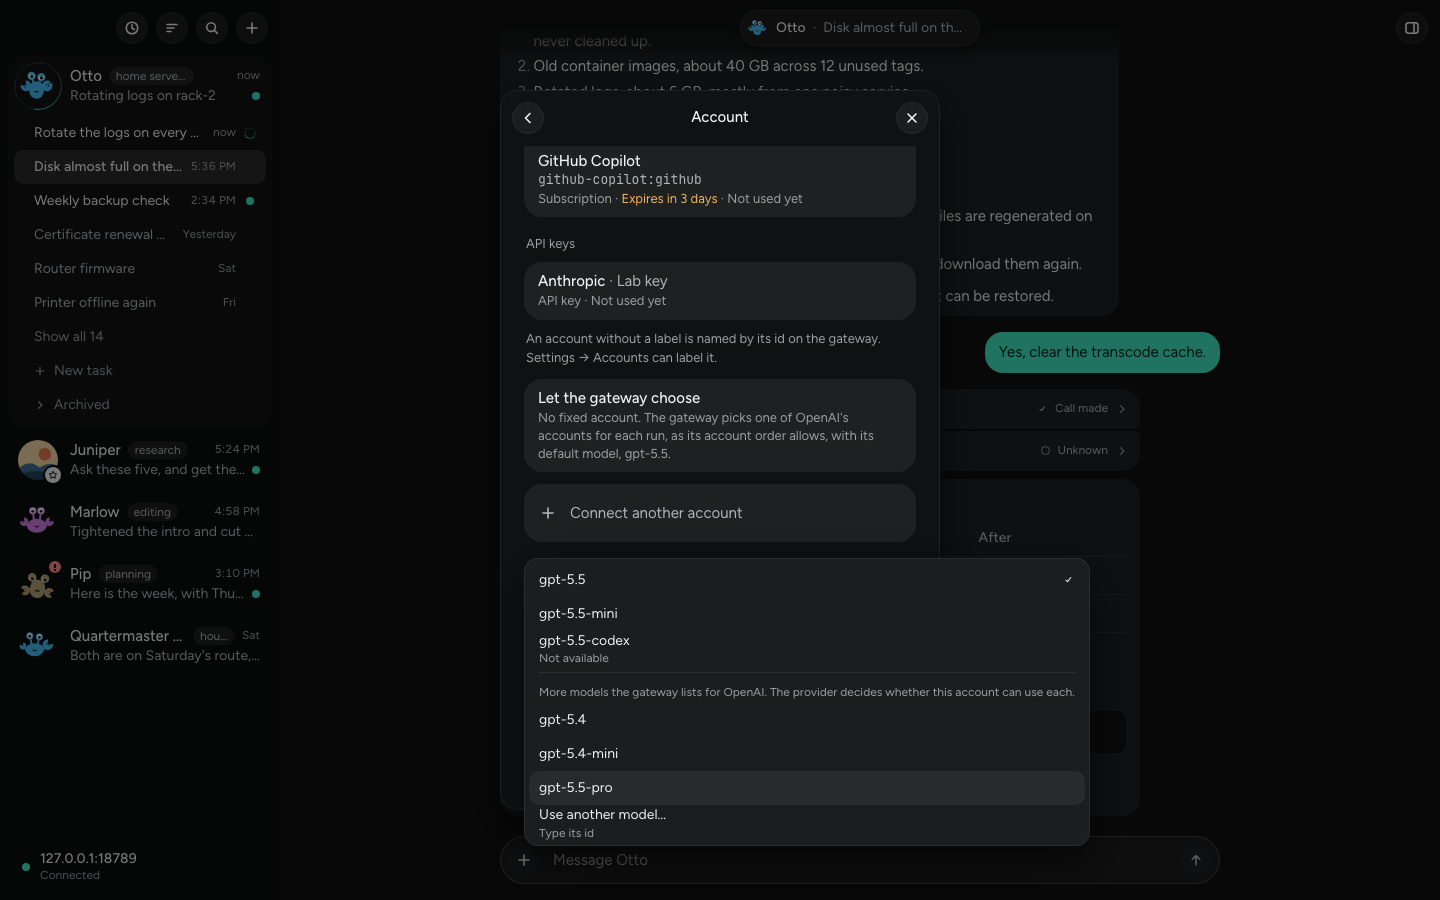 Otto · Disk almost full on th...
Otto home serve... now
Rotating logs on rack-2
Rotate the logs on every ... now
Disk almost full on the... 5:36 PM
Weekly backup check 2:34 PM
Certificate renewal ... Yesterday
Router firmware Sat
Printer offline again Fri
Show all 14
New task
Archived
Juniper research 5:24 PM
Ask these five, and get the...
Marlow editing 4:58 PM
Tightened the intro and cut ...
Pip planning 3:10 PM
Here is the week, with Thu...
Quartermaster ... hou... Sat
Both are on Saturday's route,...
127.0.0.1:18789
Connected
never cleaned up.
2. Old container images, about 40 GB across 12 unused tags.
Account
GitHub Copilot
github-copilot:github
Subscription · Expires in 3 days · Not used yet
API keys
Anthropic · Lab key
API key · Not used yet
An account without a label is named by its id on the gateway.
Settings → Accounts can label it.
Let the gateway choose
No fixed account. The gateway picks one of OpenAI's
accounts for each run, as its account order allows, with its
default model, gpt-5.5.
Connect another account
gpt-5.5
gpt-5.5-mini
gpt-5.5-codex
Not available
More models the gateway lists for OpenAI. The provider decides whether this account can use each.
gpt-5.4
gpt-5.4-mini
gpt-5.5-pro
Use another model...
Type its id
iles are regenerated on
download them again.
can be restored.
Yes, clear the transcode cache.
Call made
Unknown
After
Message Otto